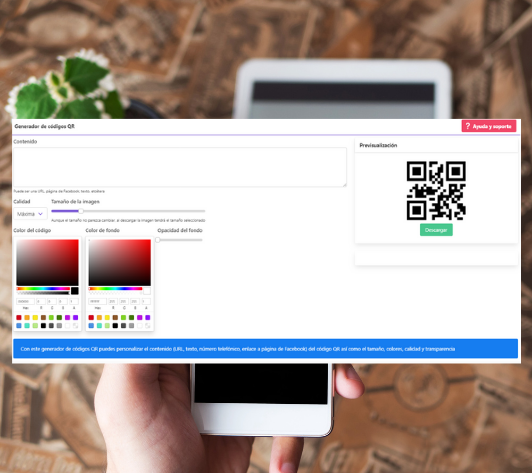 Generador de códigos QR
? Ayuda y soporte
Contenido
Previsualización
Puede ser una URL, página de Facebook, texto, etcétera
Calidad
Tamaño de la imagen
Máxima
Aunque el tamaño no parezca cambiar, al descargar la imagen tendrá el tamaño seleccionado
Color del código
Color de fondo
Opacidad del fondo
Descargar
Hex
R
G
B
A
Hex
R
G
B
A
Con este generador de códigos QR puedes personalizar el contenido (URL, texto, número telefónico, enlace a página de Facebook) del código QR así como el tamaño, colores, calidad y transparencia